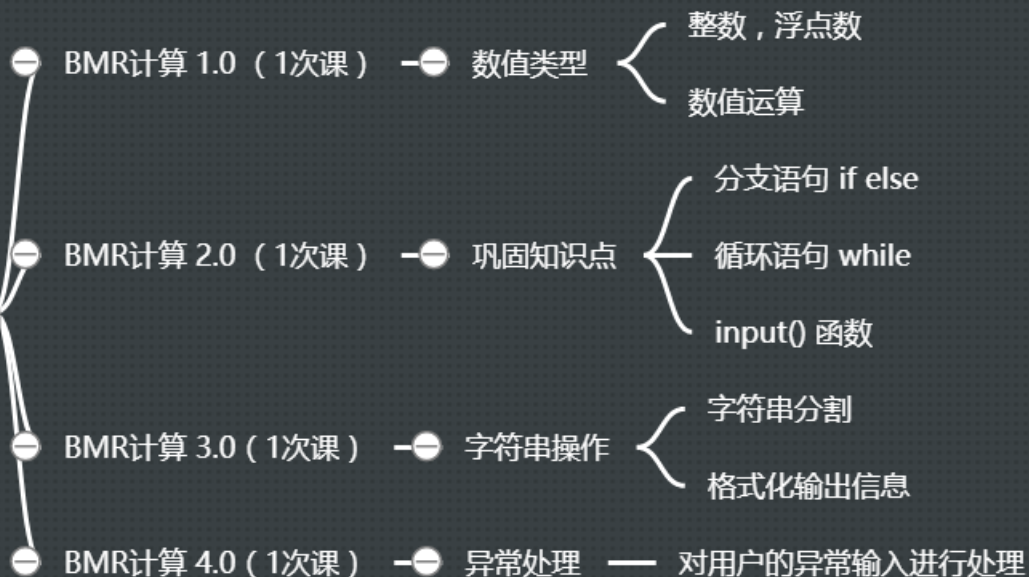 BMR计算 1.0 （1次课）
数值类型
整数，浮点数
数值运算
BMR计算 2.0 （1次课）
巩固知识点
分支语句 if else
循环语句 while
input() 函数
BMR计算 3.0（1次课）
字符串操作
字符串分割
格式化输出信息
BMR计算 4.0（1次课）
异常处理
对用户的异常输入进行处理